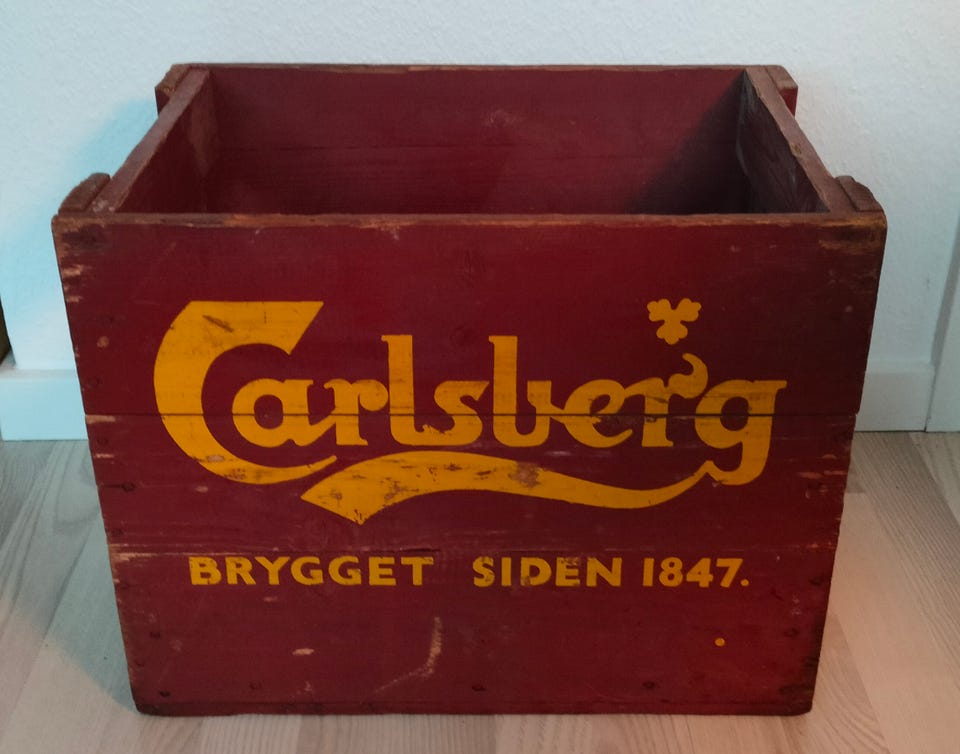 Carlsberg
BRYGGET SIDEN 1847.